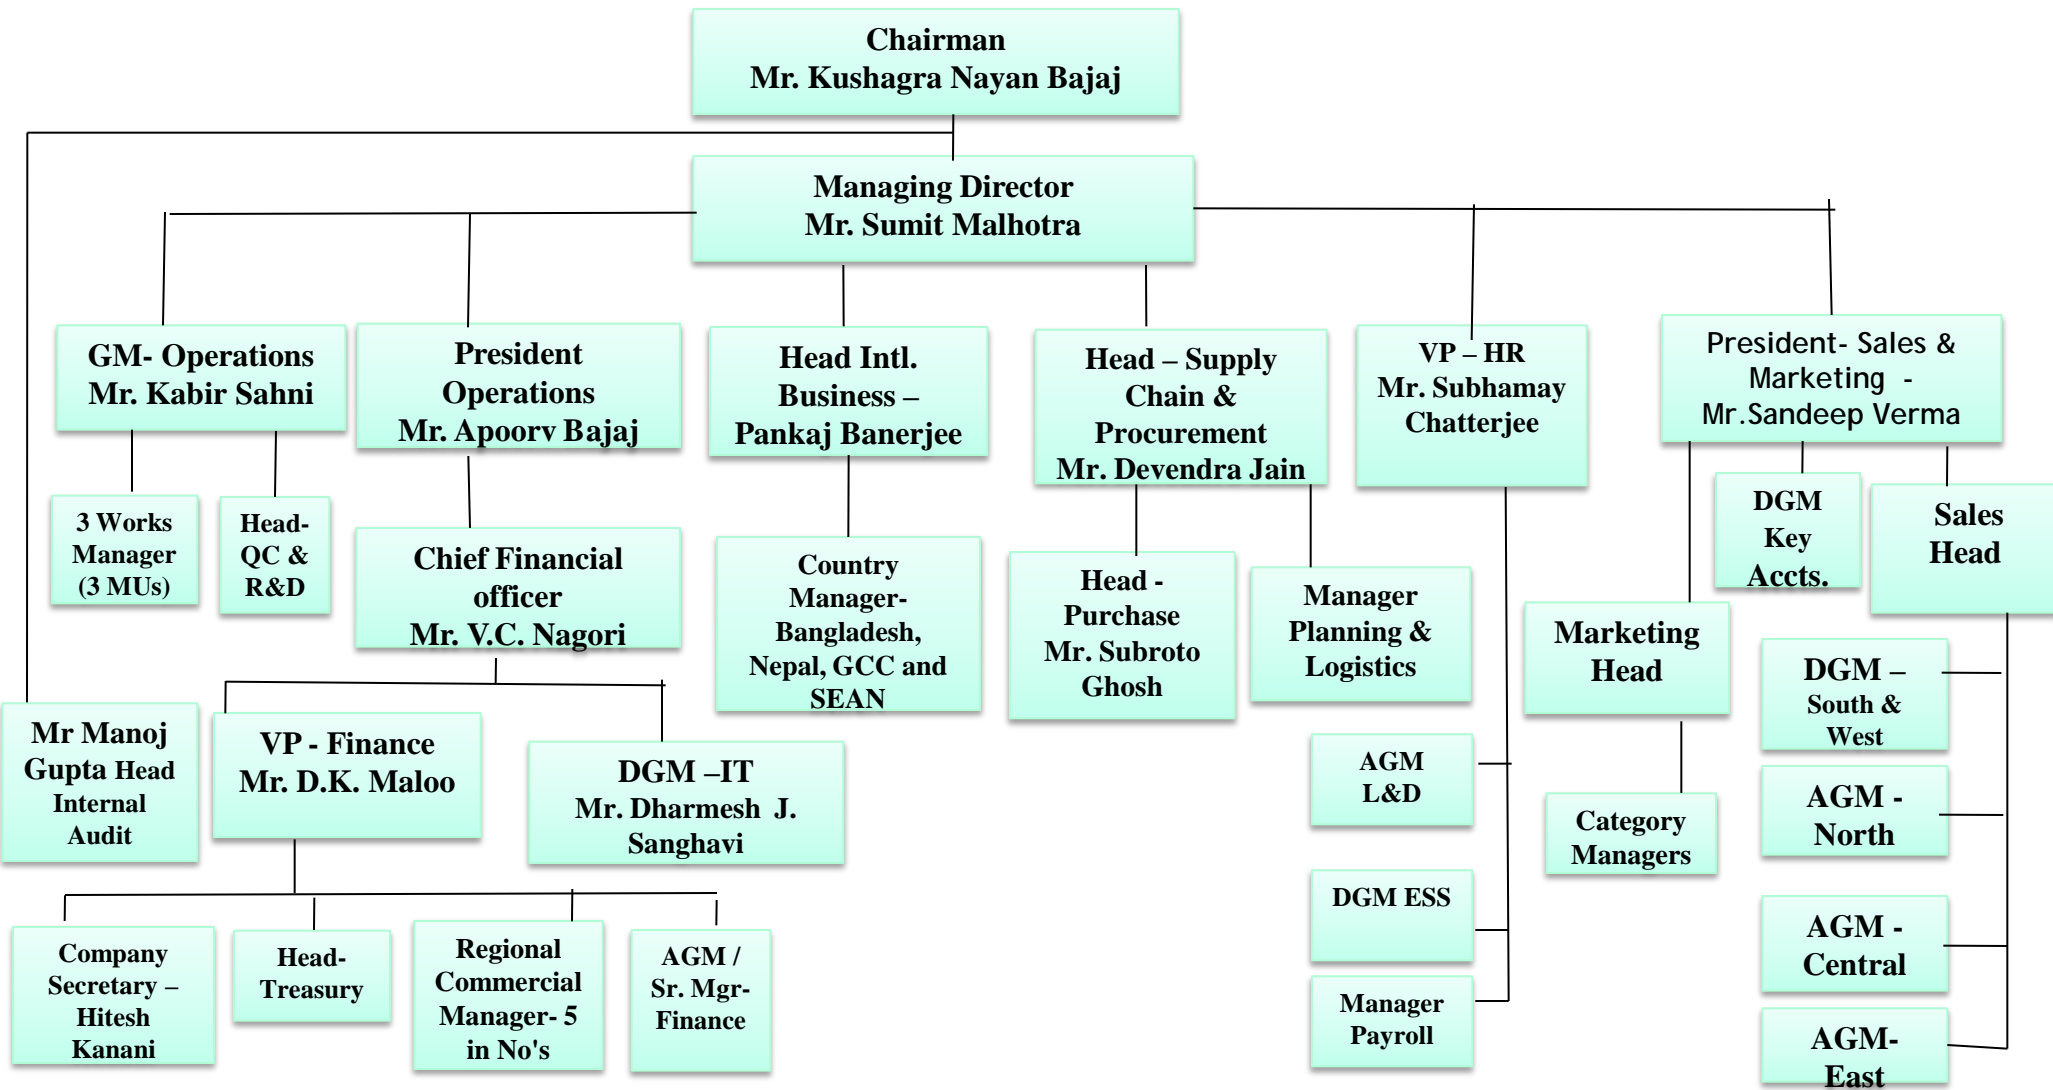 Chairman
Mr. Kushagra Nayan Bajaj
Managing Director
Mr. Sumit Malhotra
GM- Operations
Mr. Kabir Sahni
President
Operations
Mr. Apoorv Bajaj
Head Intl.
Business –
Pankaj Banerjee
Head – Supply
Chain &
Procurement
Mr. Devendra Jain
VP – HR
Mr. Subhamay
Chatterjee
President- Sales &
Marketing -
Mr.Sandeep Verma
3 Works
Manager
(3 MUs)
Head-
QC &
R&D
Chief Financial
officer
Mr. V.C. Nagori
Country
Manager-
Bangladesh,
Nepal, GCC and
SEAN
Head -
Purchase
Mr. Subroto
Ghosh
Manager
Planning &
Logistics
DGM
Key
Accts.
Sales
Head
Marketing
Head
DGM –
South &
West
Mr Manoj
Gupta Head
Internal
Audit
VP - Finance
Mr. D.K. Maloo
DGM –IT
Mr. Dharmesh J.
Sanghavi
AGM
L&D
Category
Managers
AGM -
North
DGM ESS
AGM -
Central
Company
Secretary –
Hitesh
Kanani
Head-
Treasury
Regional
Commercial
Manager- 5
in No's
AGM /
Sr. Mgr-
Finance
Manager
Payroll
AGM-
East